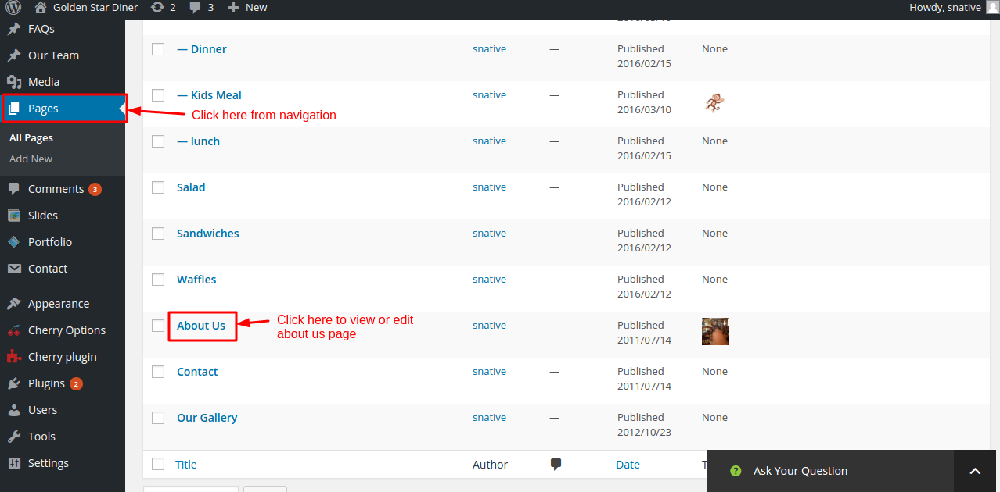 Golden Star Diner 2 3 New Howdy, snative
FAQs
Our Team
Media
Pages
Click here from navigation
All Pages
Add New
Comments 3
Slides
Portfolio
Contact
Appearance
Cherry Options
Cherry plugin
Plugins 2
Users
Tools
Settings
— Dinner snative — Published None
2016/02/15
— Kids Meal snative — Published
2016/03/10
— lunch snative — Published None
2016/02/15
Salad snative — Published None
2016/02/12
Sandwiches snative — Published None
2016/02/12
Waffles snative — Published None
2016/02/12
About Us snative — Published
2011/07/14
Click here to view or edit
about us page
Contact snative — Published None
2011/07/14
Our Gallery snative — Published None
2012/10/23
Title Author Date
? Ask Your Question